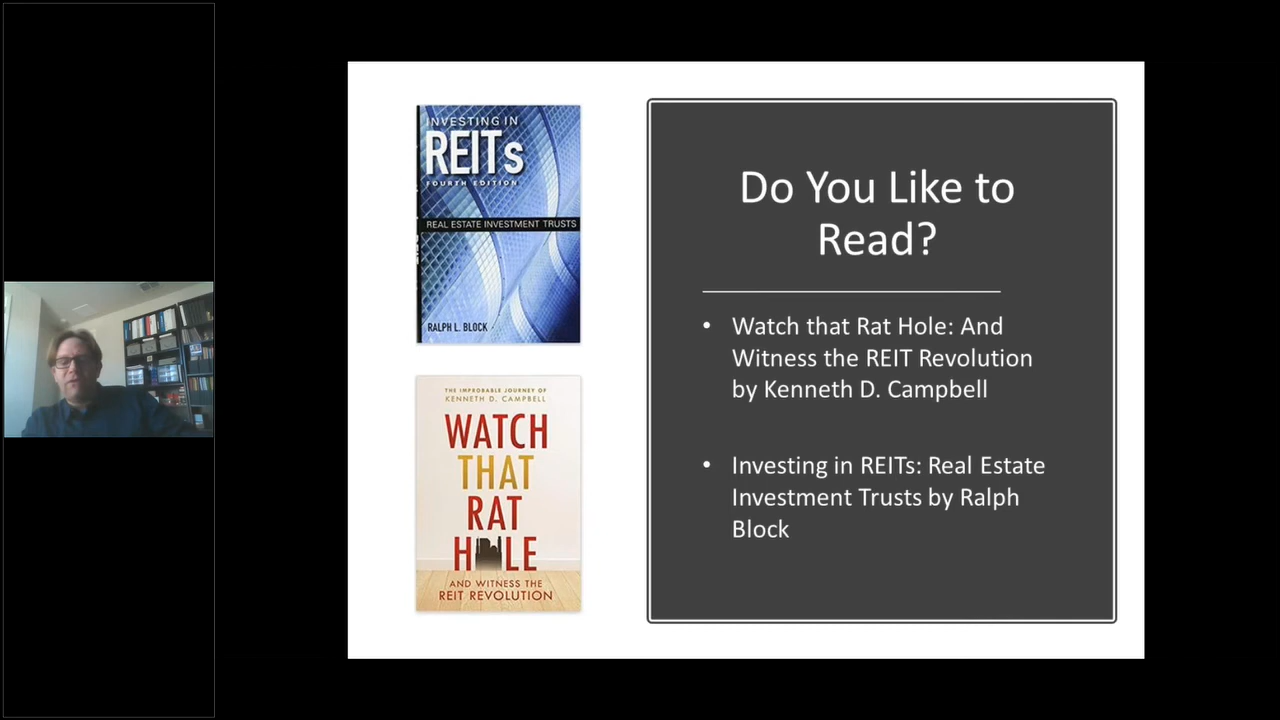 INVESTING IN
REITs
FOURTH EDITION
REAL ESTATE INVESTMENT TRUSTS
RALPH L. BLOCK
THE IMPROBABLE JOURNEY OF
KENNETH D. CAMPBELL
WATCH
THAT
RAT
HOLE
AND WITNESS THE
REIT REVOLUTION
Do You Like to
Read?
• Watch that Rat Hole: And
Witness the REIT Revolution
by Kenneth D. Campbell
• Investing in REITs: Real Estate
Investment Trusts by Ralph
Block